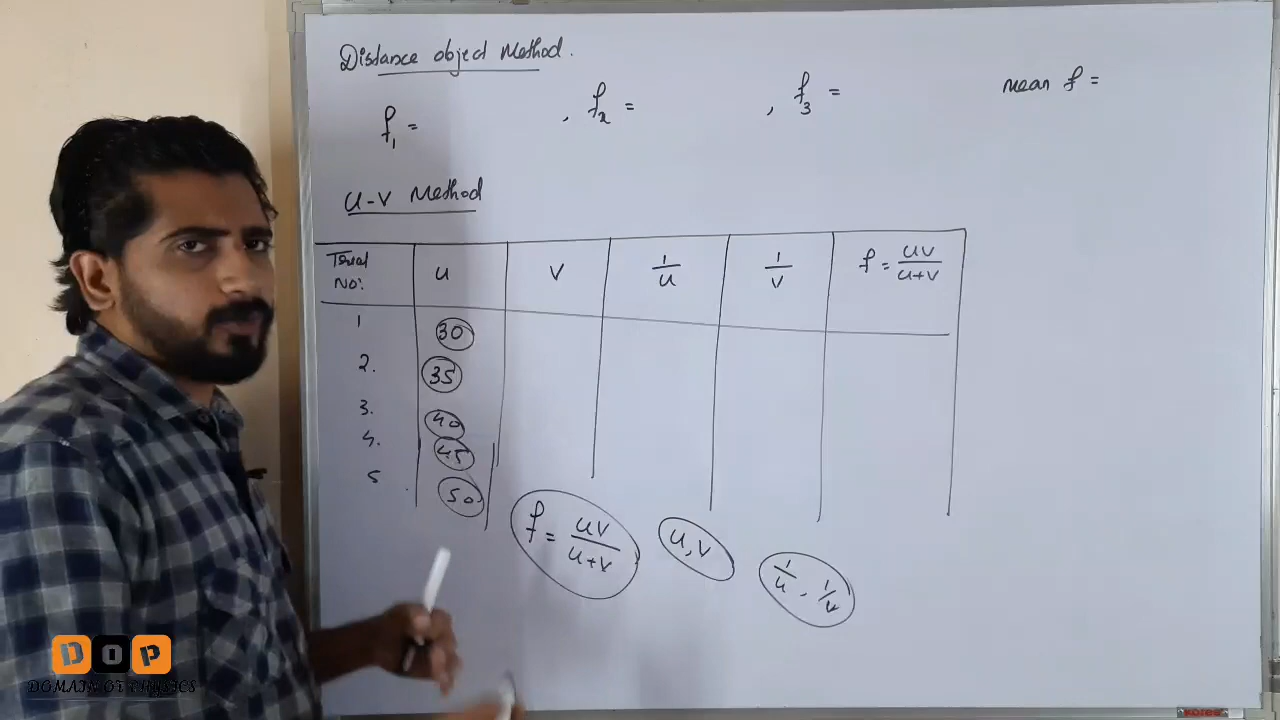 Distance object Method.
f₁ = , f₂ = , f₃ = mean f =
u-v Method
Trial No: u v 1/u 1/v f = uv/u+v
1 30
2. 35
3. 40
4. 45
5 50
f = uv/u+v u,v 1/u, 1/v
DOP
DOMAIN OF PHYSICS
KORES